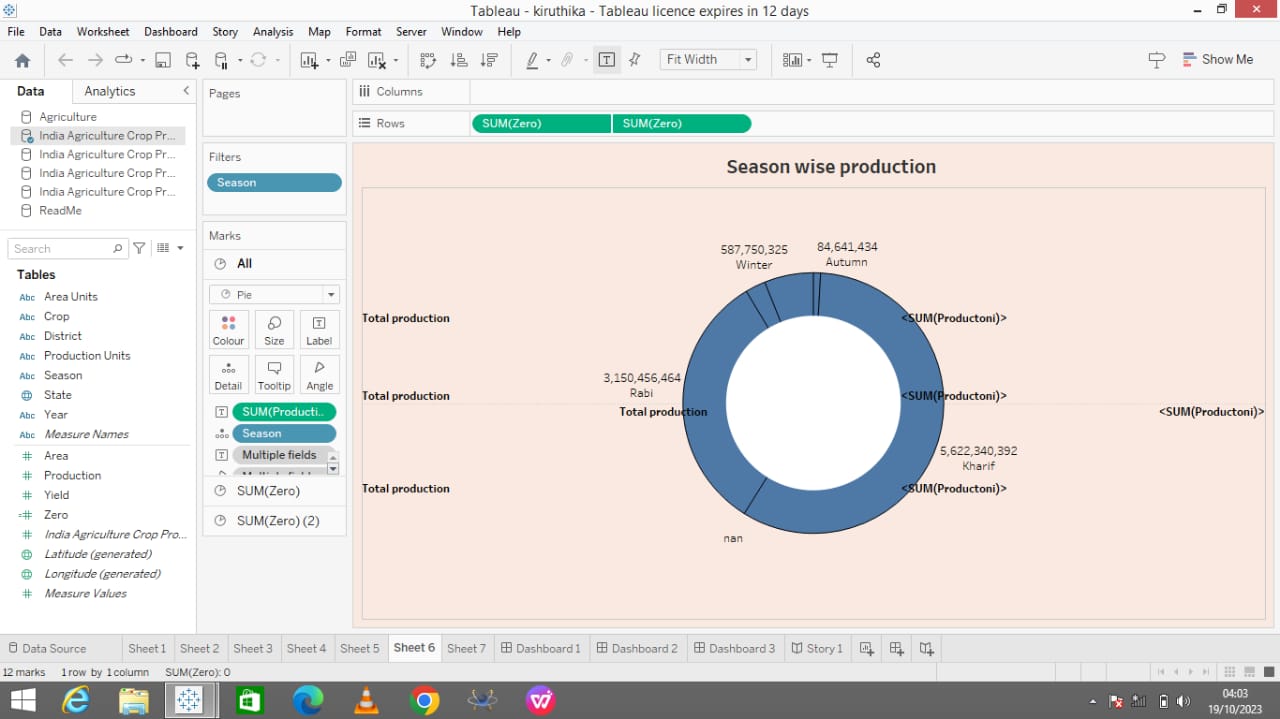 Tableau - kiruthika - Tableau licence expires in 12 days
File Data Worksheet Dashboard Story Analysis Map Format Server Window Help
Fit Width
Show Me
Data Analytics
Agriculture
India Agriculture Crop Pr...
India Agriculture Crop Pr...
India Agriculture Crop Pr...
India Agriculture Crop Pr...
ReadMe
Search
Tables
Abc Area Units
Abc Crop
Abc District
Abc Production Units
Abc Season
State
Abc Year
Abc Measure Names
# Area
# Production
# Yield
=# Zero
# India Agriculture Crop Pro...
Latitude (generated)
Longitude (generated)
# Measure Values
Pages
Filters
Season
Marks
All
Pie
Colour Size Label
Detail Tooltip Angle
SUM(Producti..
Season
Multiple fields
SUM(Zero)
SUM(Zero) (2)
Columns
Rows SUM(Zero) SUM(Zero)
Season wise production
587,750,325
Winter
84,641,434
Autumn
Total production <SUM(Productoni)>
3,150,456,464
Rabi
Total production <SUM(Productoni)>
Total production <SUM(Productoni)>
5,622,340,392
Kharif
Total production <SUM(Productoni)>
nan
Data Source Sheet 1 Sheet 2 Sheet 3 Sheet 4 Sheet 5 Sheet 6 Sheet 7 Dashboard 1 Dashboard 2 Dashboard 3 Story 1
12 marks 1 row by 1 column SUM(Zero): 0
04:03
19/10/2023